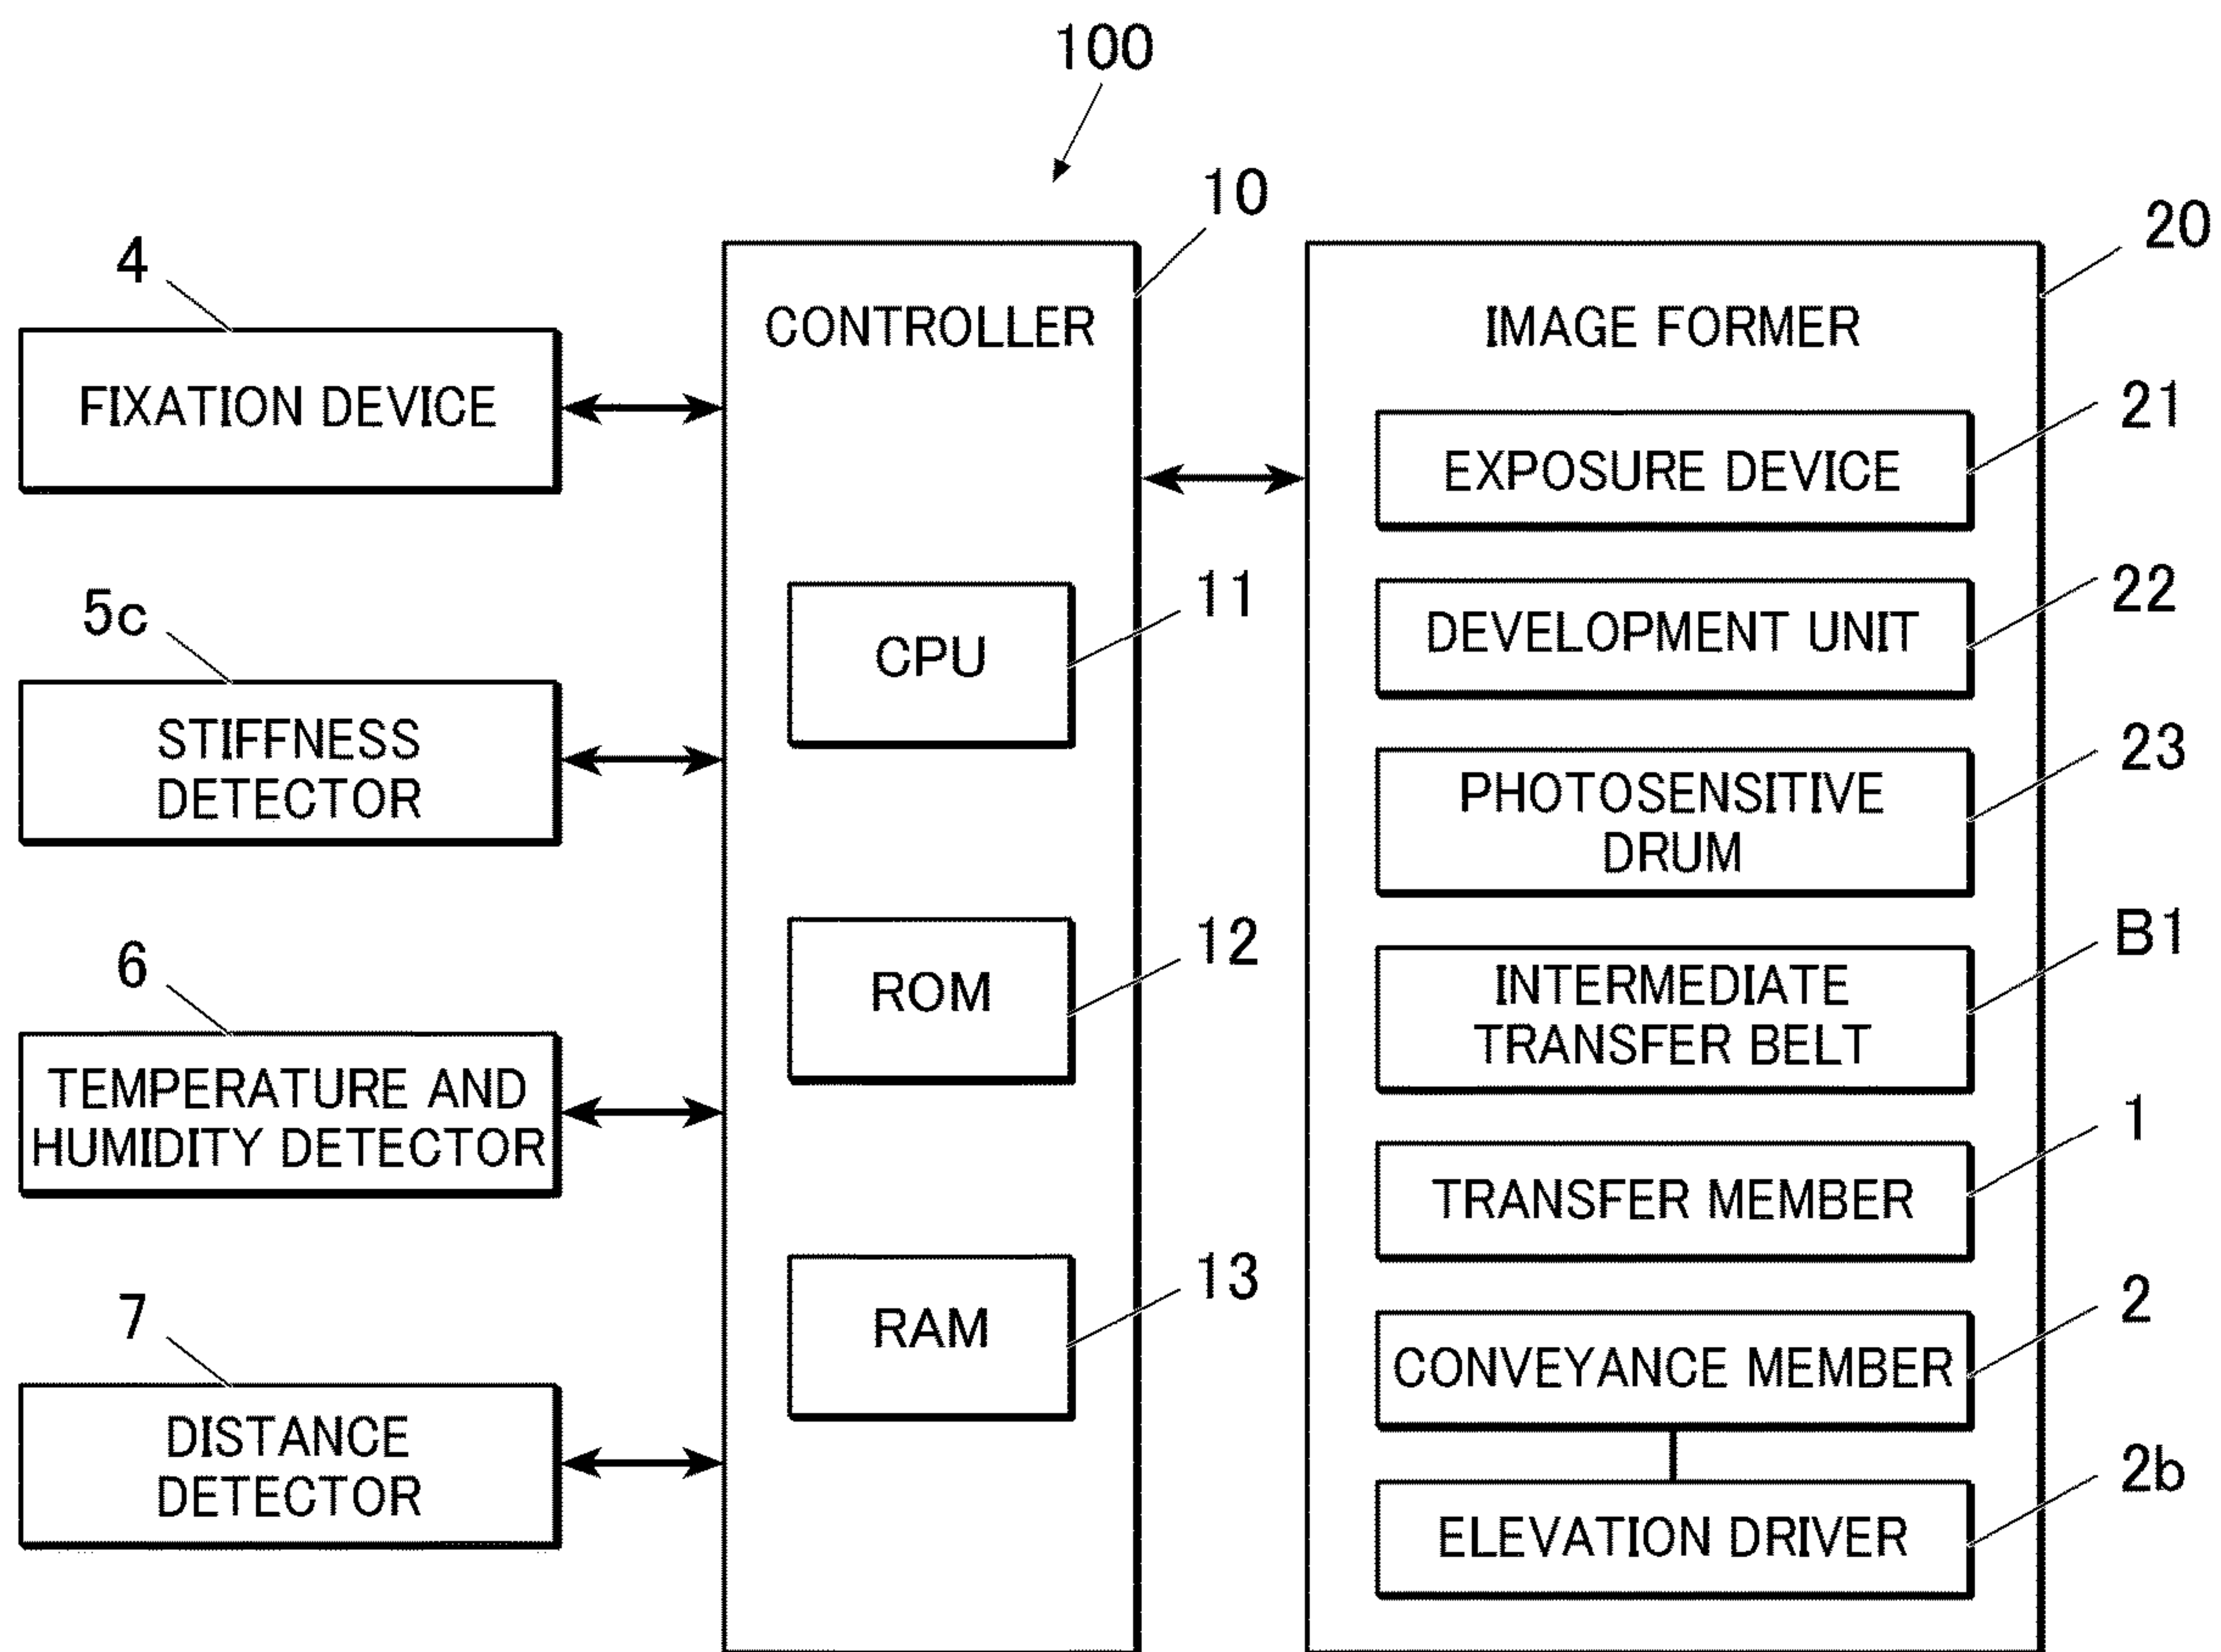 100
10
20
4
FIXATION DEVICE
5c
STIFFNESS
DETECTOR
6
TEMPERATURE AND
HUMIDITY DETECTOR
7
DISTANCE
DETECTOR
CONTROLLER
CPU
11
ROM
12
RAM
13
IMAGE FORMER
EXPOSURE DEVICE
21
DEVELOPMENT UNIT
22
PHOTOSENSITIVE
DRUM
23
INTERMEDIATE
TRANSFER BELT
B1
TRANSFER MEMBER
1
CONVEYANCE MEMBER
2
ELEVATION DRIVER
2b